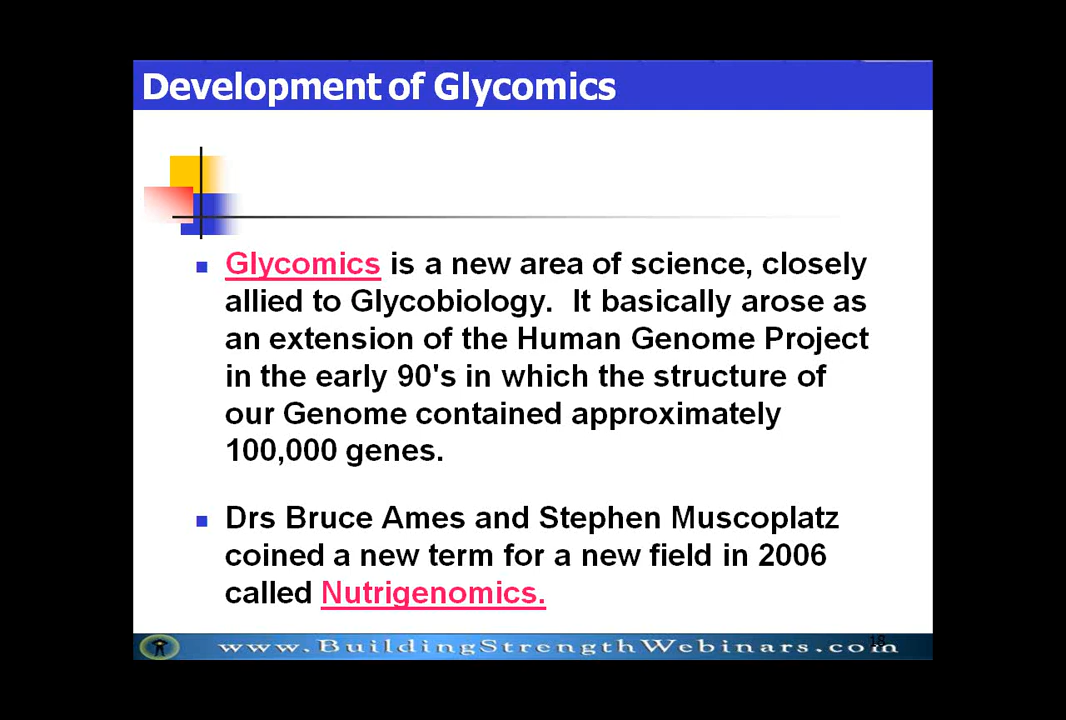 Development of Glycomics
Glycomics is a new area of science, closely
allied to Glycobiology.  It basically arose as
an extension of the Human Genome Project
in the early 90's in which the structure of
our Genome contained approximately
100,000 genes.
Drs Bruce Ames and Stephen Muscoplatz
coined a new term for a new field in 2006
called Nutrigenomics.
18
www.BuildingStrengthWebinars.com